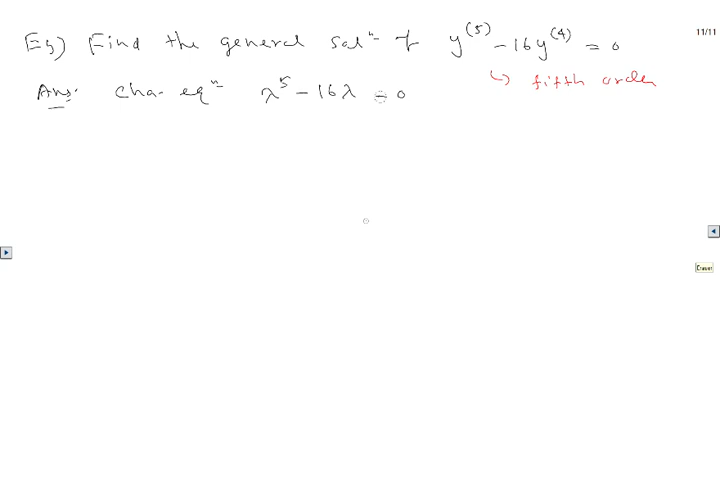 Eg) Find the general solⁿ of y⁽⁵⁾ - 16y⁽⁴⁾ = 0
11/11
↳ fifth order
Ans: Cha. eqⁿ λ⁵ - 16λ = 0
Eraser